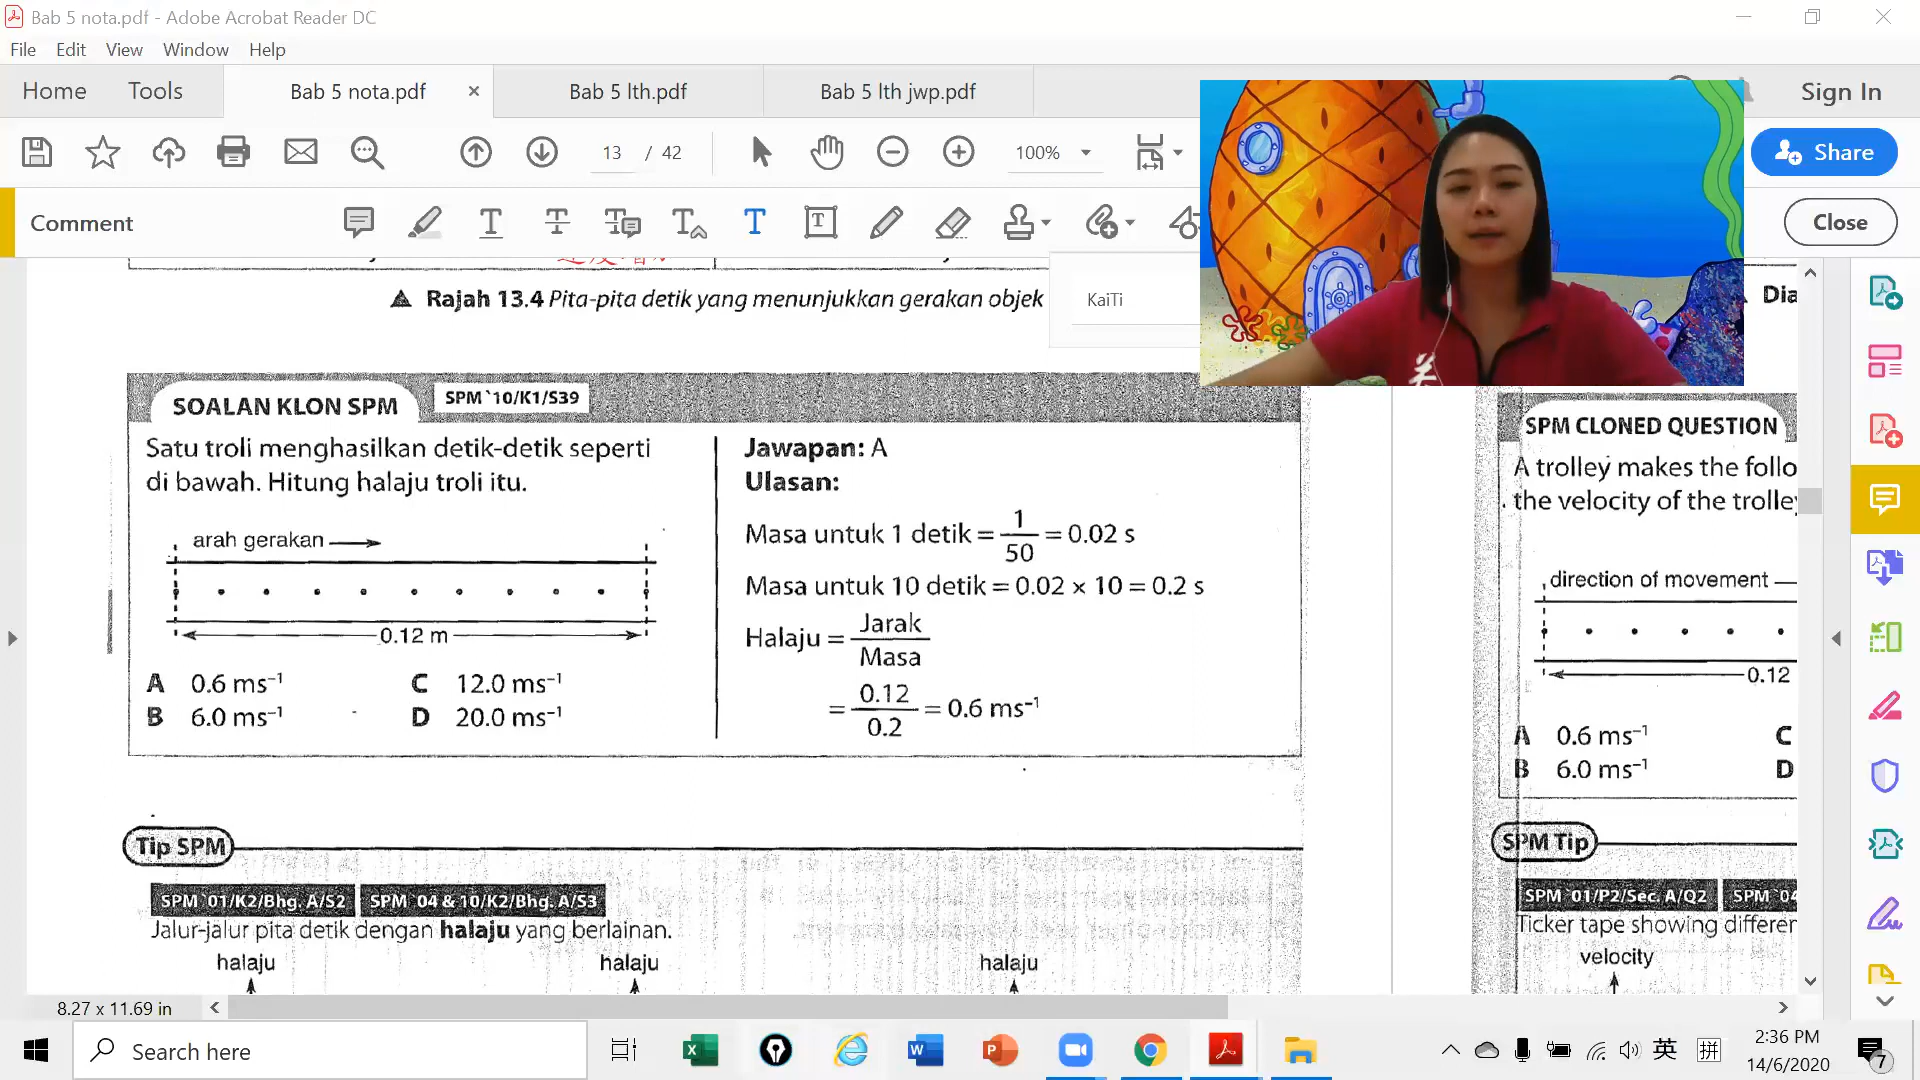 Bab 5 nota.pdf - Adobe Acrobat Reader DC
File Edit View Window Help
Home Tools Bab 5 nota.pdf Bab 5 lth.pdf Bab 5 lth jwp.pdf Sign In
13 / 42 100% Share
Comment Close
KaiTi
Rajah 13.4 Pita-pita detik yang menunjukkan gerakan objek
Dia
SOALAN KLON SPM SPM `10/K1/S39
Satu troli menghasilkan detik-detik seperti
di bawah. Hitung halaju troli itu.
arah gerakan
0.12 m
A 0.6 ms⁻¹ C 12.0 ms⁻¹
B 6.0 ms⁻¹ D 20.0 ms⁻¹
Jawapan: A
Ulasan:
Masa untuk 1 detik = 1/50 = 0.02 s
Masa untuk 10 detik = 0.02 × 10 = 0.2 s
Halaju = Jarak/Masa
= 0.12/0.2 = 0.6 ms⁻¹
SPM CLONED QUESTION
A trolley makes the follo
the velocity of the trolley
direction of movement
0.12
A 0.6 ms⁻¹ C
B 6.0 ms⁻¹ D
Tip SPM
SPM `01/K2/Bhg. A/S2 SPM `04 & 10/K2/Bhg. A/S3
Jalur-jalur pita detik dengan halaju yang berlainan.
halaju halaju halaju
SPM Tip
SPM `01/P2/Sec. A/Q2 SPM `04
Ticker tape showing differen
velocity
8.27 x 11.69 in
Search here
英 拼
2:36 PM
14/6/2020
7